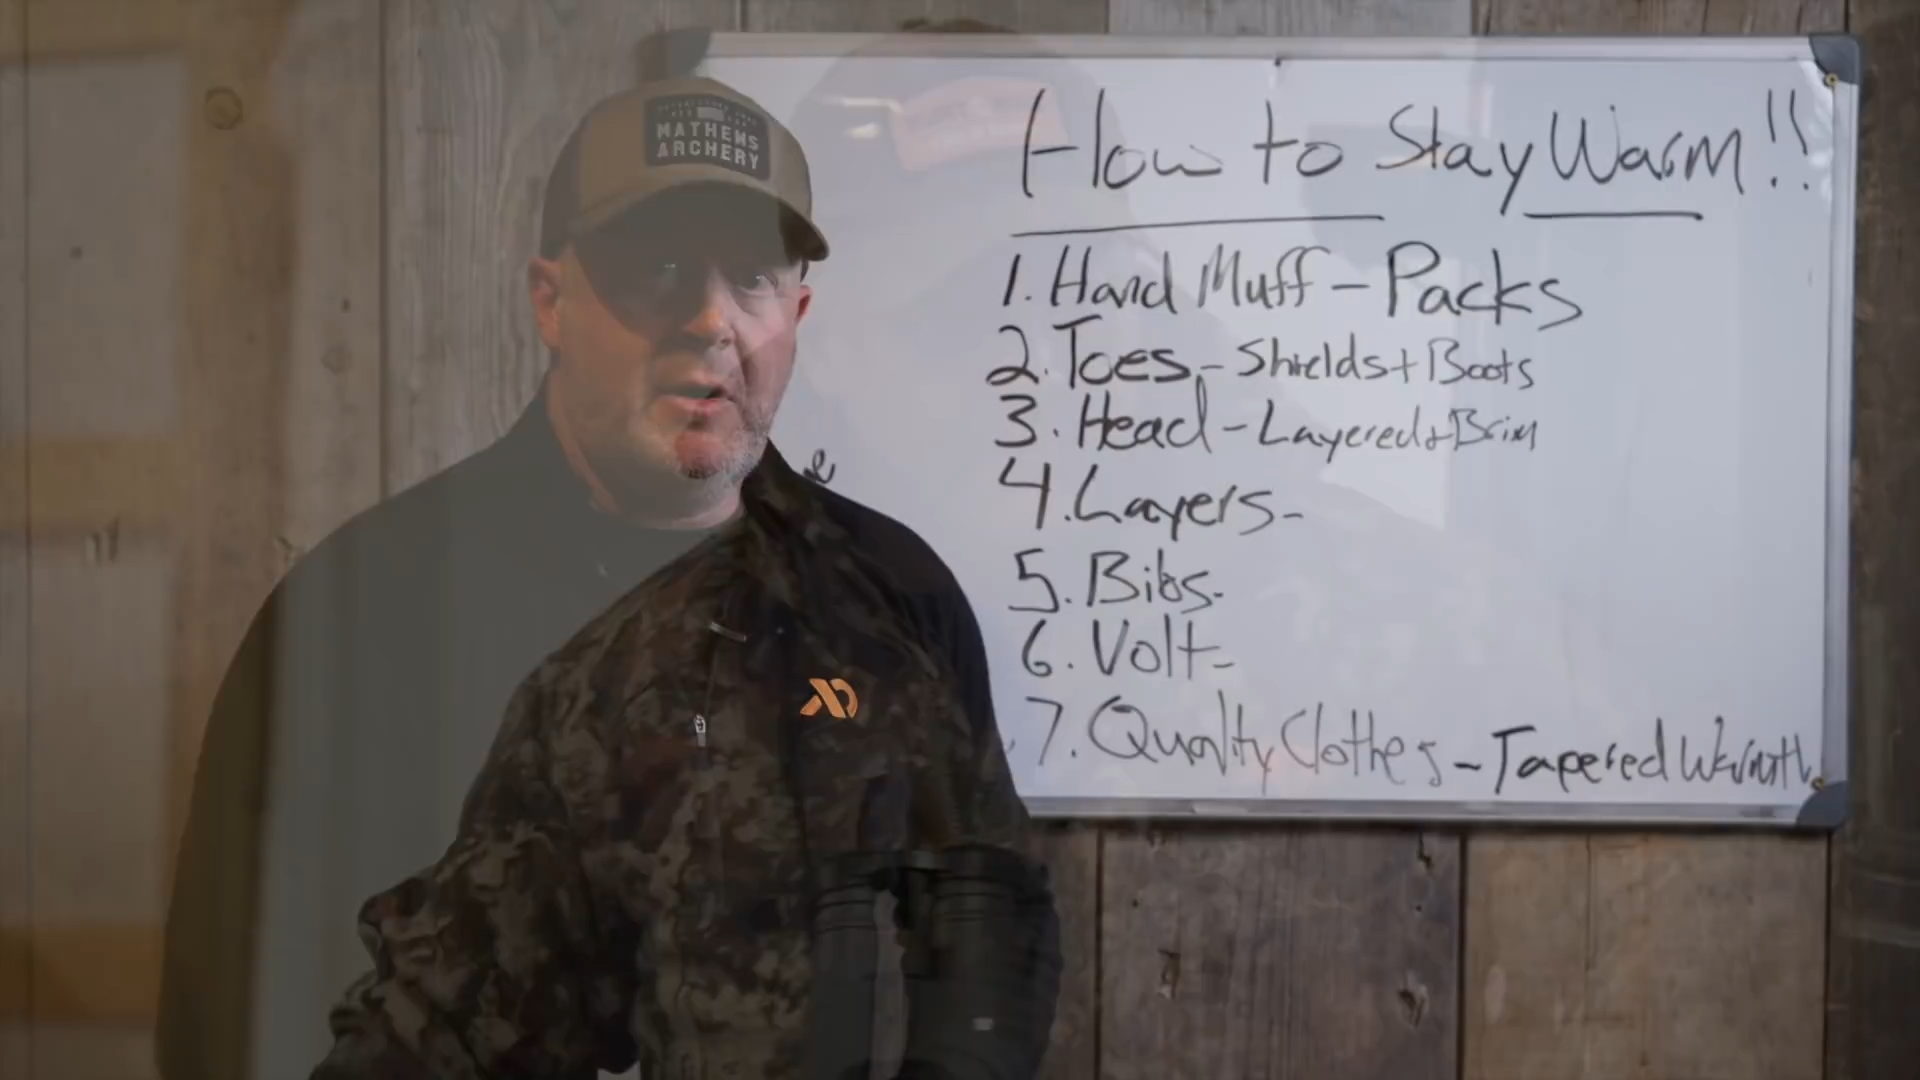 MATHEWS
ARCHERY
How to Stay Warm!!
1. Hand Muff - Packs
2. Toes - Shields + Boots
3. Head - Layered + Brim
4. Layers -
5. Bibs -
6. Volt -
7. Quality Clothes - Tapered Warmth